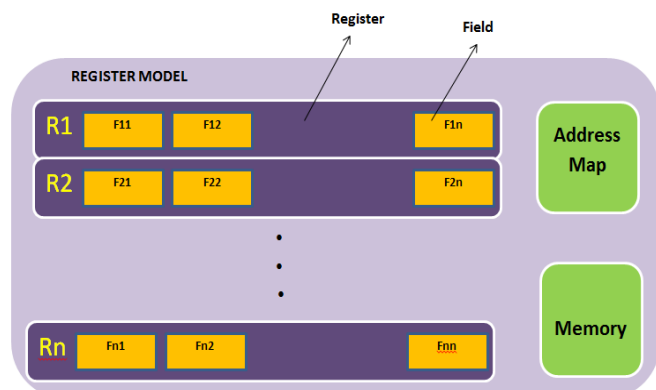 Register
Field
REGISTER MODEL
R1 F11 F12 F1n
R2 F21 F22 F2n
Rn Fn1 Fn2 Fnn
Address
Map
Memory